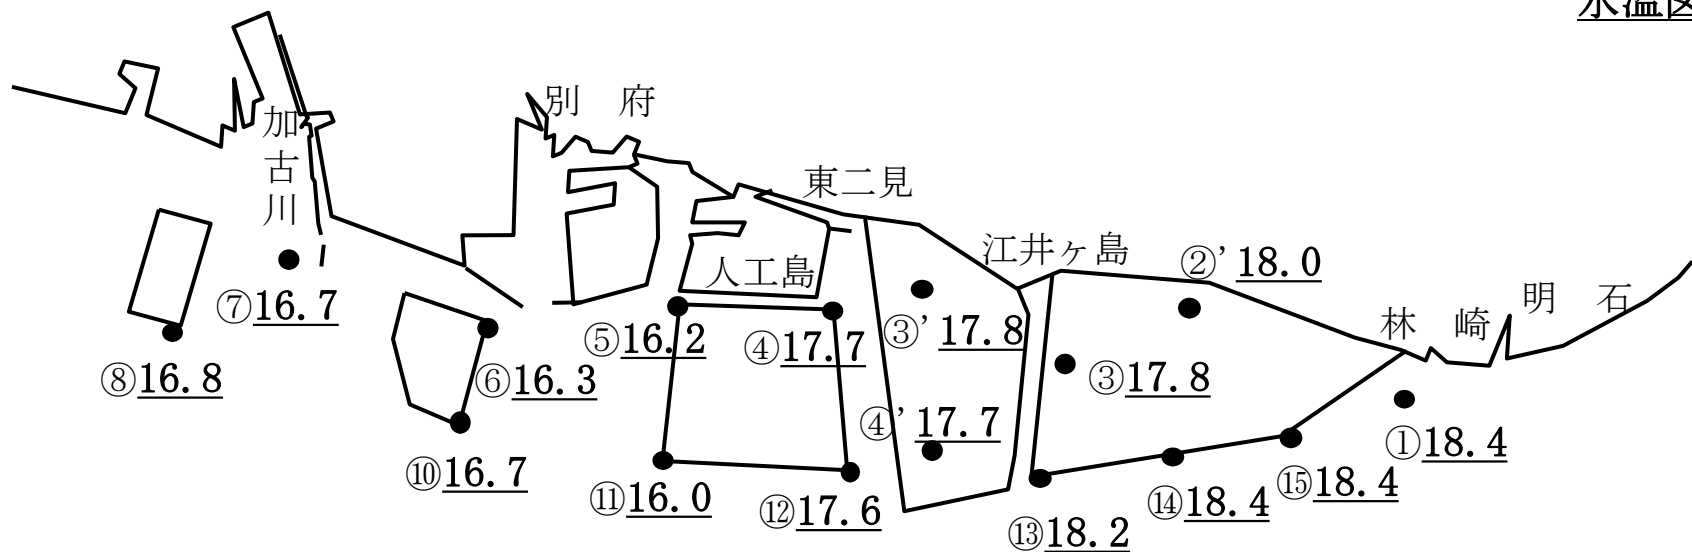 水温図
別 府
加古川
東二見
江井ヶ島
②' 18.0
人工島
明 石
⑦16.7
林 崎
⑤16.2
④17.7
③' 17.8
⑧16.8
⑥16.3
③17.8
④' 17.7
①18.4
⑩16.7
⑮18.4
⑪16.0
⑫17.6
⑭18.4
⑬18.2